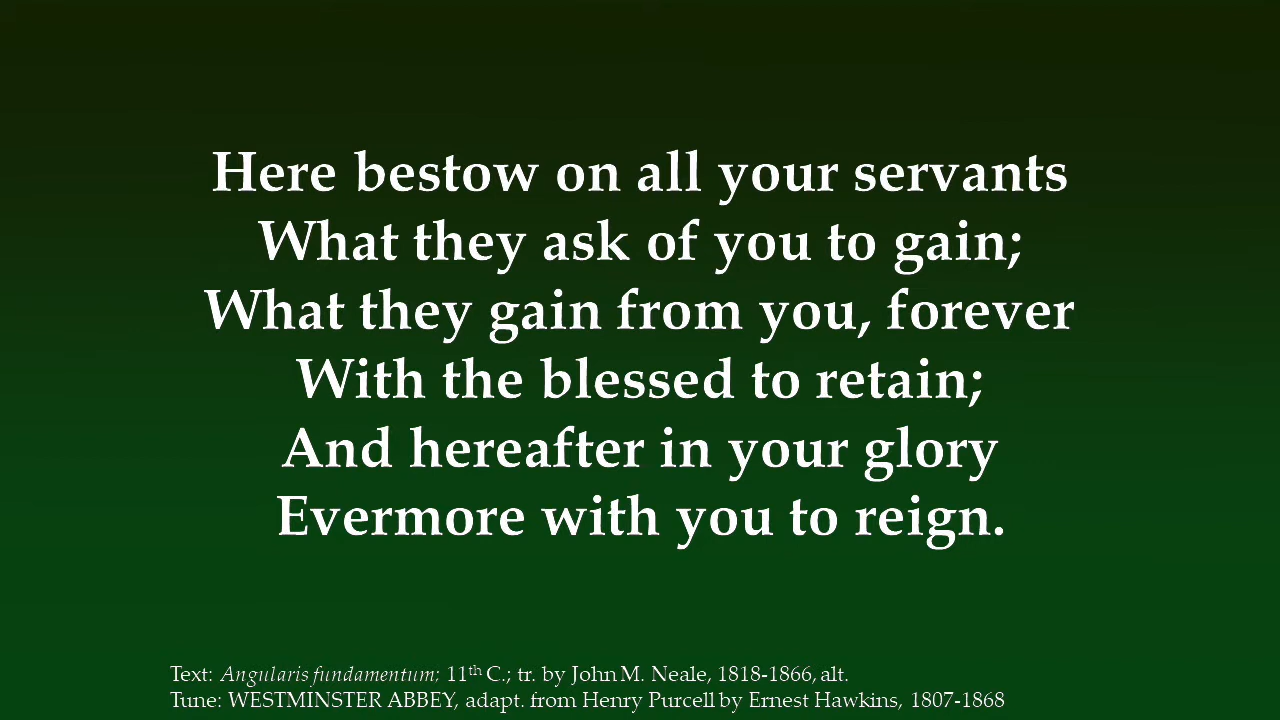 Here bestow on all your servants
What they ask of you to gain;
What they gain from you, forever
With the blessed to retain;
And hereafter in your glory
Evermore with you to reign.
Text: Angularis fundamentum; 11th C.; tr. by John M. Neale, 1818-1866, alt.
Tune: WESTMINSTER ABBEY, adapt. from Henry Purcell by Ernest Hawkins, 1807-1868